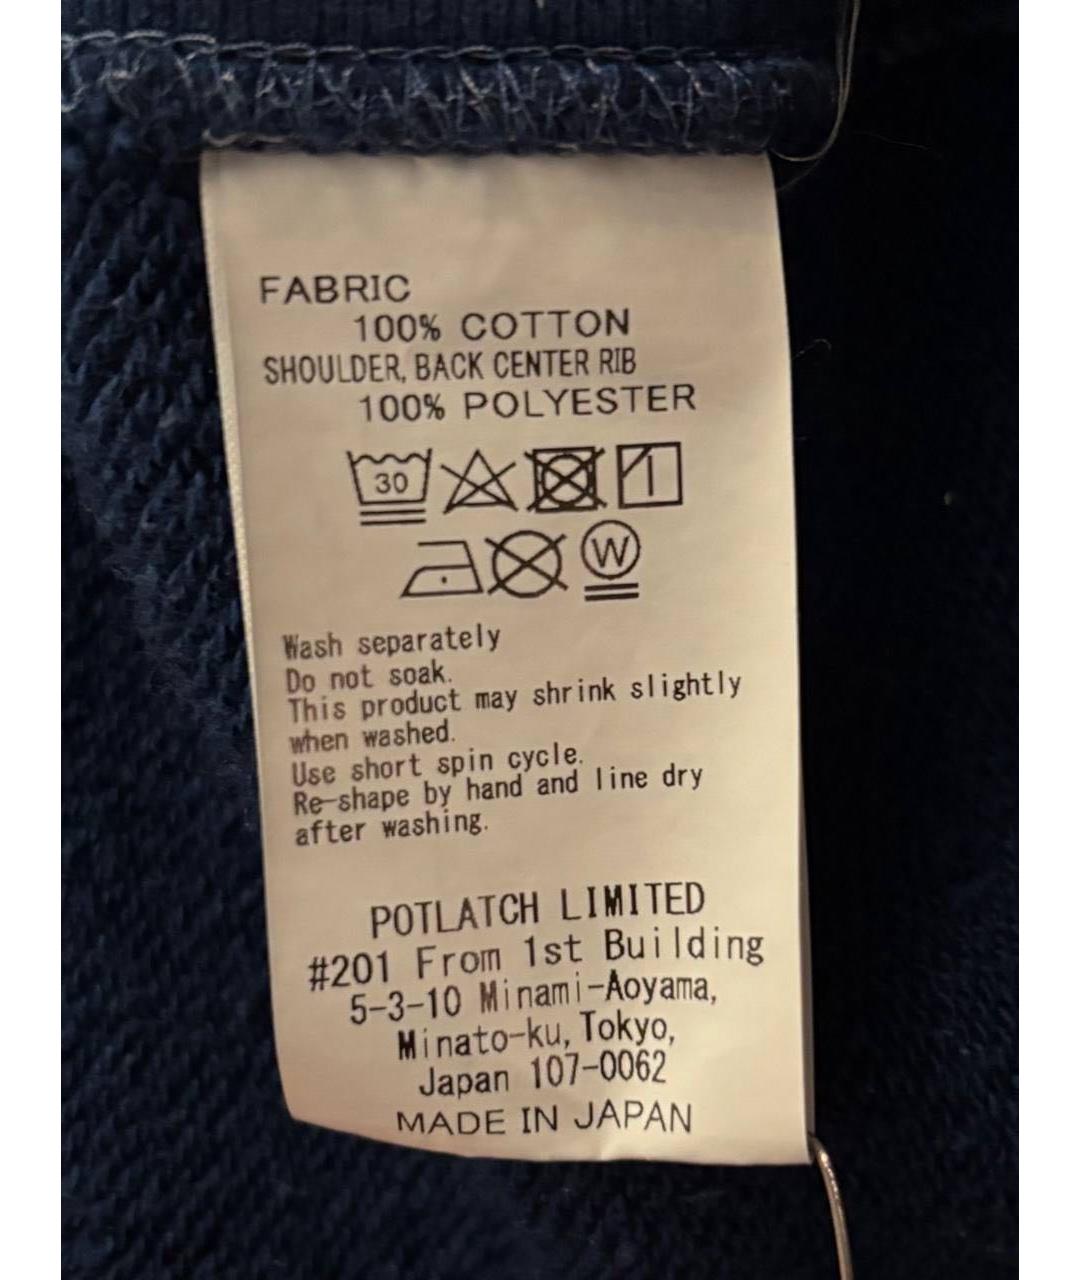 FABRIC
100% COTTON
SHOULDER, BACK CENTER RIB
100% POLYESTER
30
W
Wash separately
Do not soak.
This product may shrink slightly
when washed.
Use short spin cycle.
Re-shape by hand and line dry
after washing.
POTLATCH LIMITED
#201 From 1st Building
5-3-10 Minami-Aoyama,
Minato-ku, Tokyo,
Japan 107-0062
MADE IN JAPAN